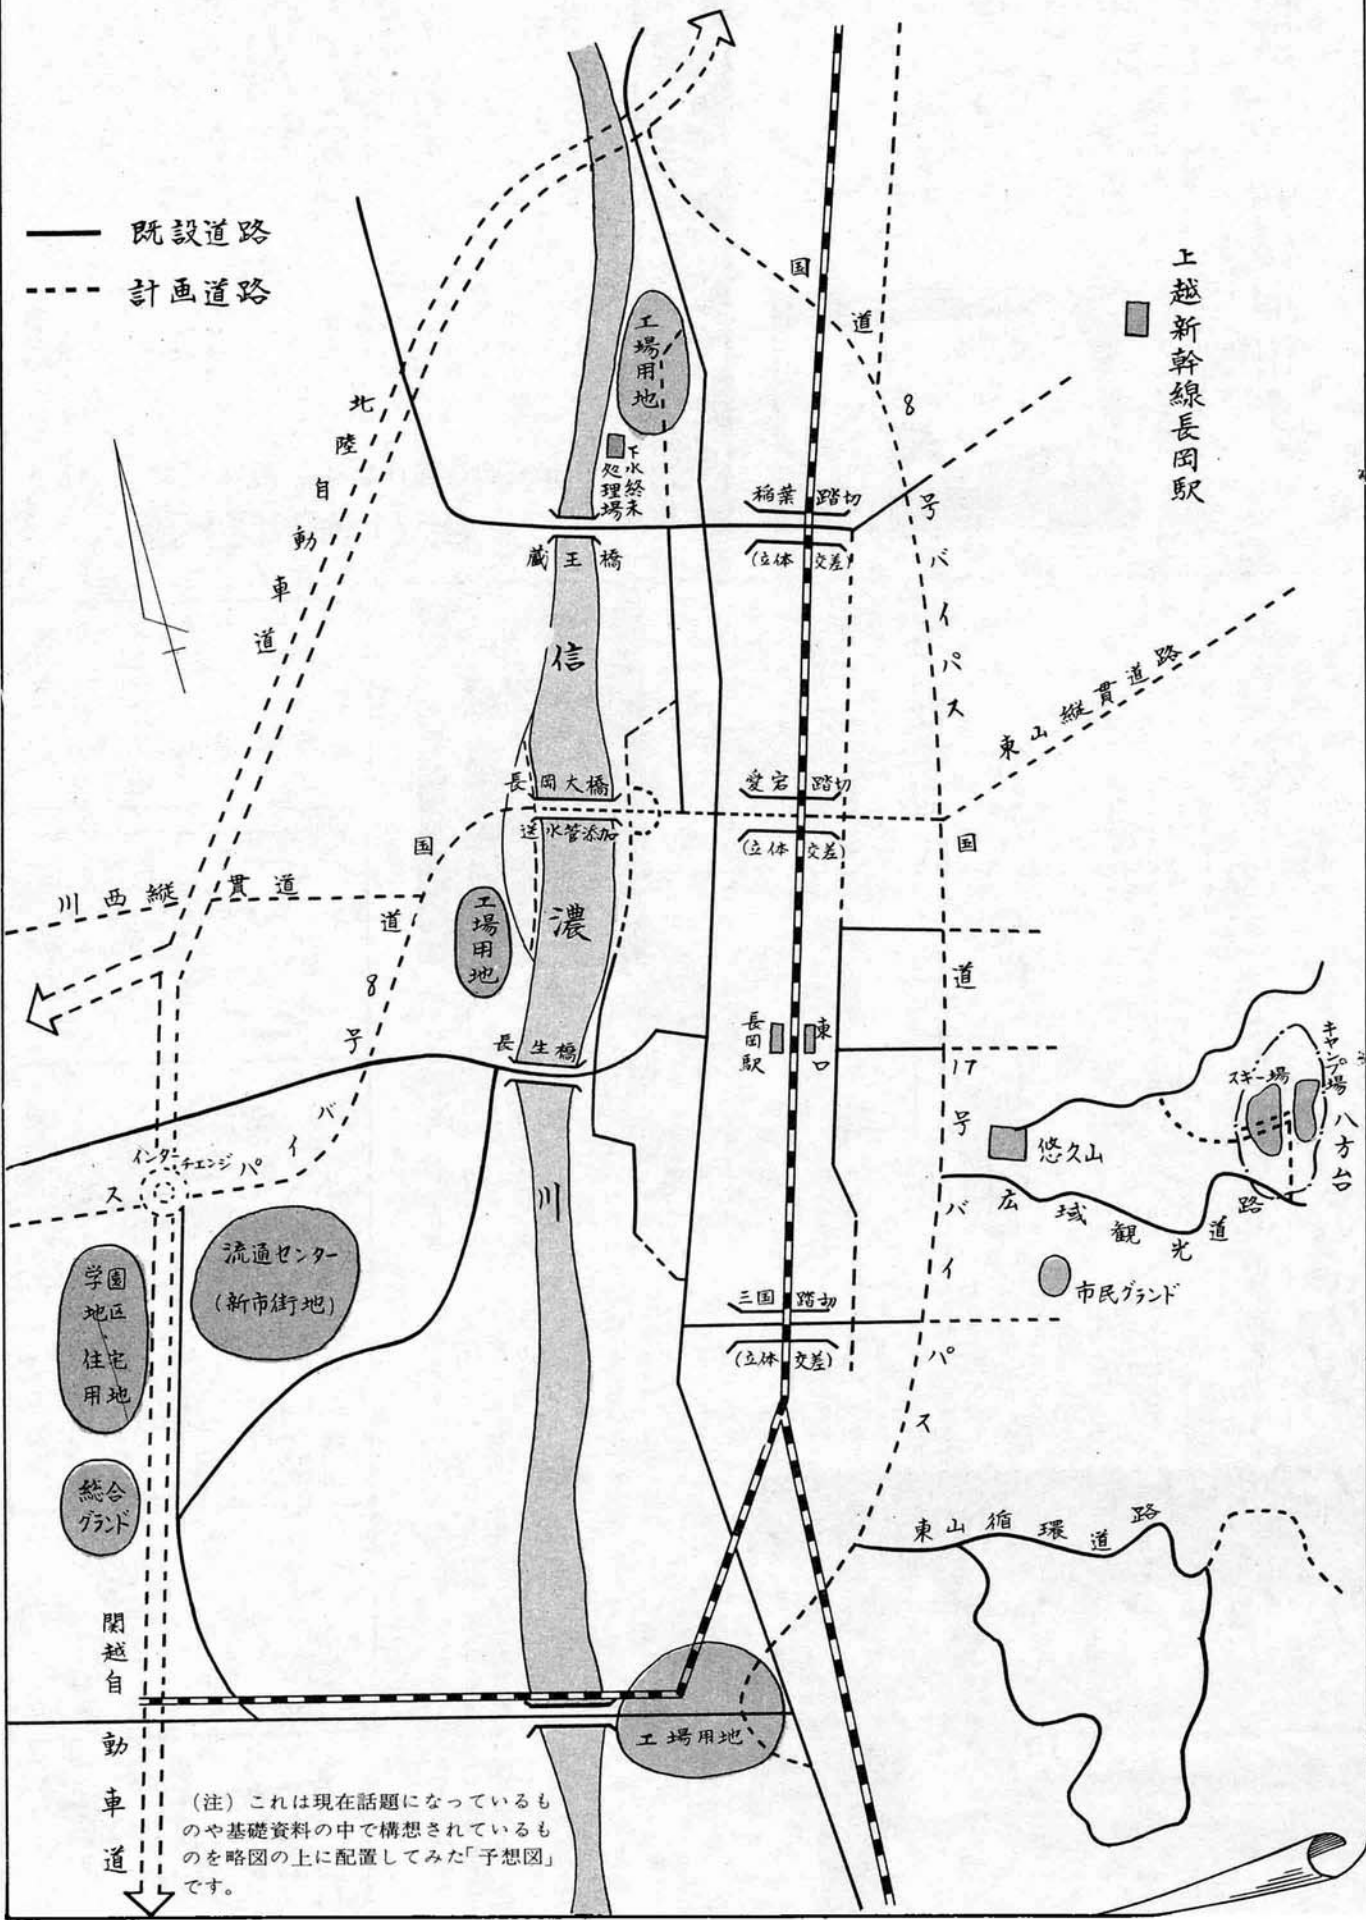 既設道路
計画道路
上越新幹線長岡駅
北陸自動車道
国道8号バイパス
工場用地
下水終末
処理場
稲葉踏切
(立体交差)
蔵王橋
信濃川
東山縦貫道路
長岡大橋
送水管添加
愛宕踏切
(立体交差)
川西縦貫道
国道8号バイパス
工場用地
国道17号バイパス
長生橋
長岡駅
東口
キャンプ場
スキー場
八方台
悠久山
広域観光道路
市民グランド
インターチェンジ
流通センター
(新市街地)
学園
地区・
住宅
用地
総合
グランド
三国踏切
(立体交差)
東山循環道路
関越自動車道
工場用地
(注) これは現在話題になっているも
のや基礎資料の中で構想されているも
のを略図の上に配置してみた「予想図」
です。